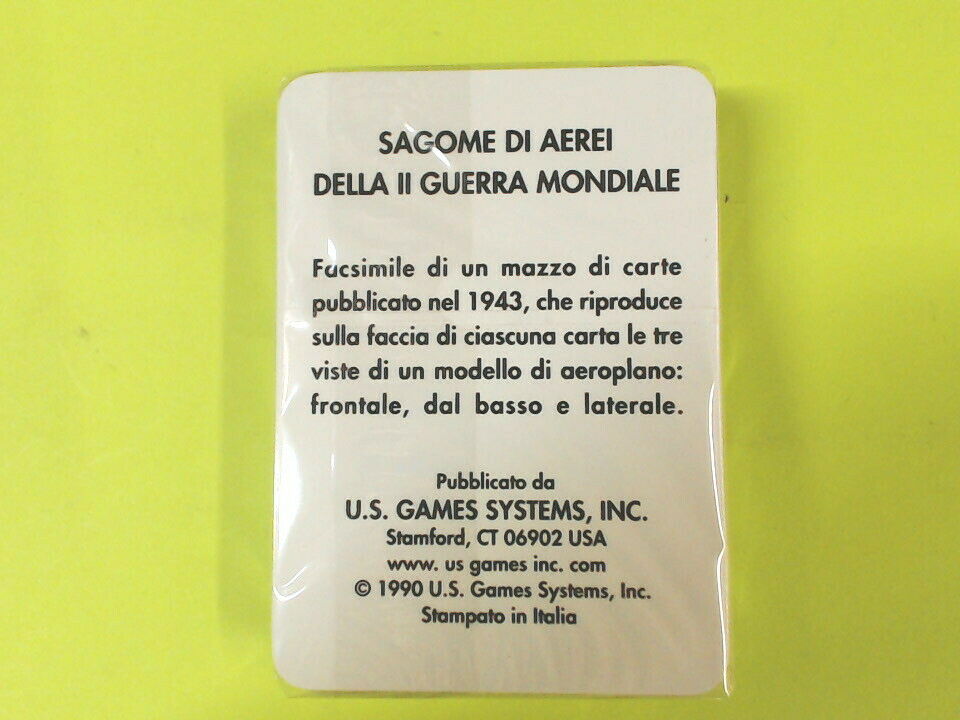 SAGOME DI AEREI
DELLA II GUERRA MONDIALE
Facsimile di un mazzo di carte
pubblicato nel 1943, che riproduce
sulla faccia di ciascuna carta le tre
viste di un modello di aeroplano:
frontale, dal basso e laterale.
Pubblicato da
U.S. GAMES SYSTEMS, INC.
Stamford, CT 06902 USA
www. us games inc. com
© 1990 U.S. Games Systems, Inc.
Stampato in Italia